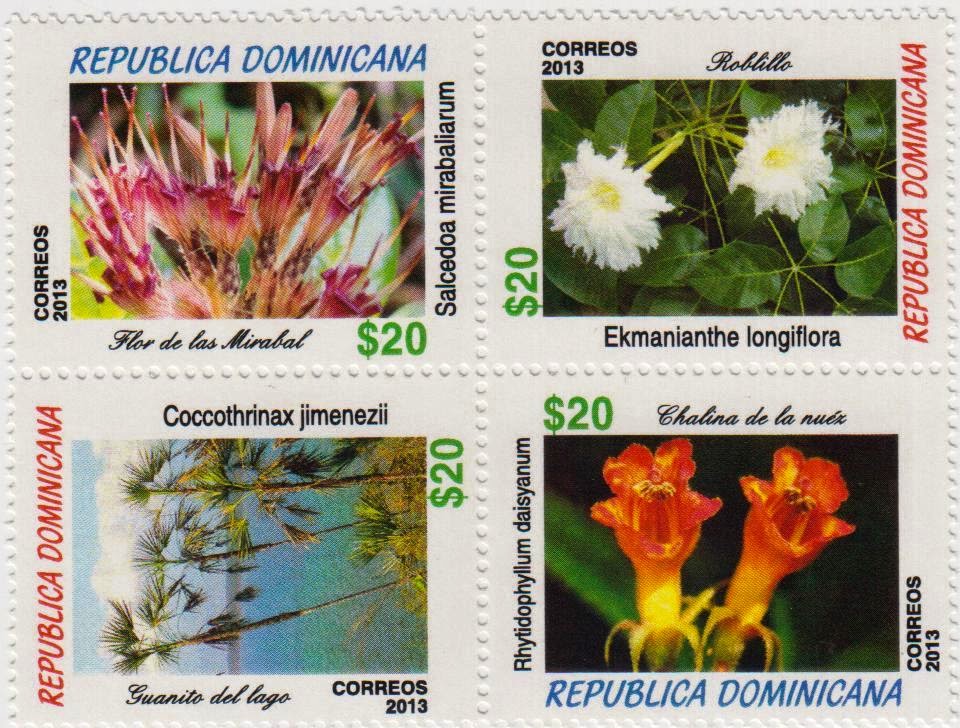 REPUBLICA DOMINICANA
Salcedoa mirabaliarum
CORREOS
2013
Flor de las Mirabal
$20
CORREOS
2013
Roblillo
REPUBLICA DOMINICANA
$20
Ekmanianthe longiflora
Coccothrinax jimenezii
REPUBLICA DOMINICANA
$20
Guanito del lago
CORREOS
2013
$20
Chalina de la nuéz
Rhytidophyllum daisyanum
CORREOS
2013
REPUBLICA DOMINICANA